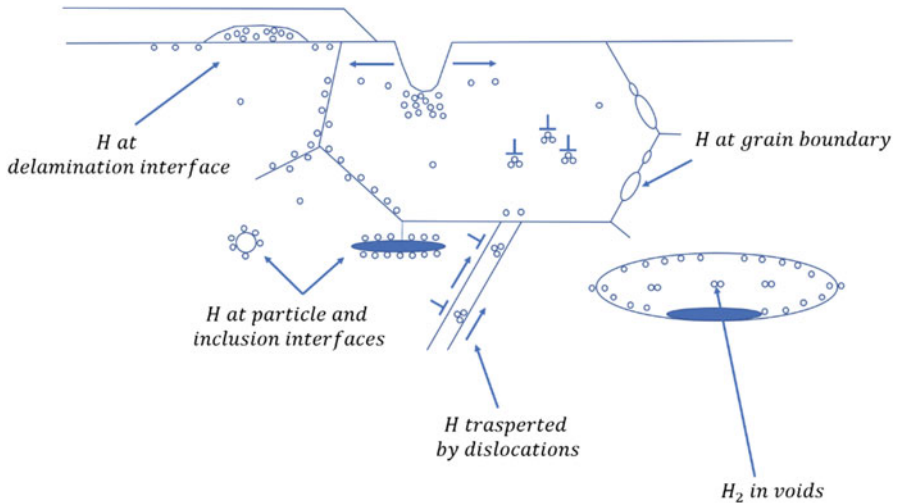 H at
delamination interface
H at grain boundary
H at particle and
inclusion interfaces
H trasperted
by dislocations
H₂ in voids